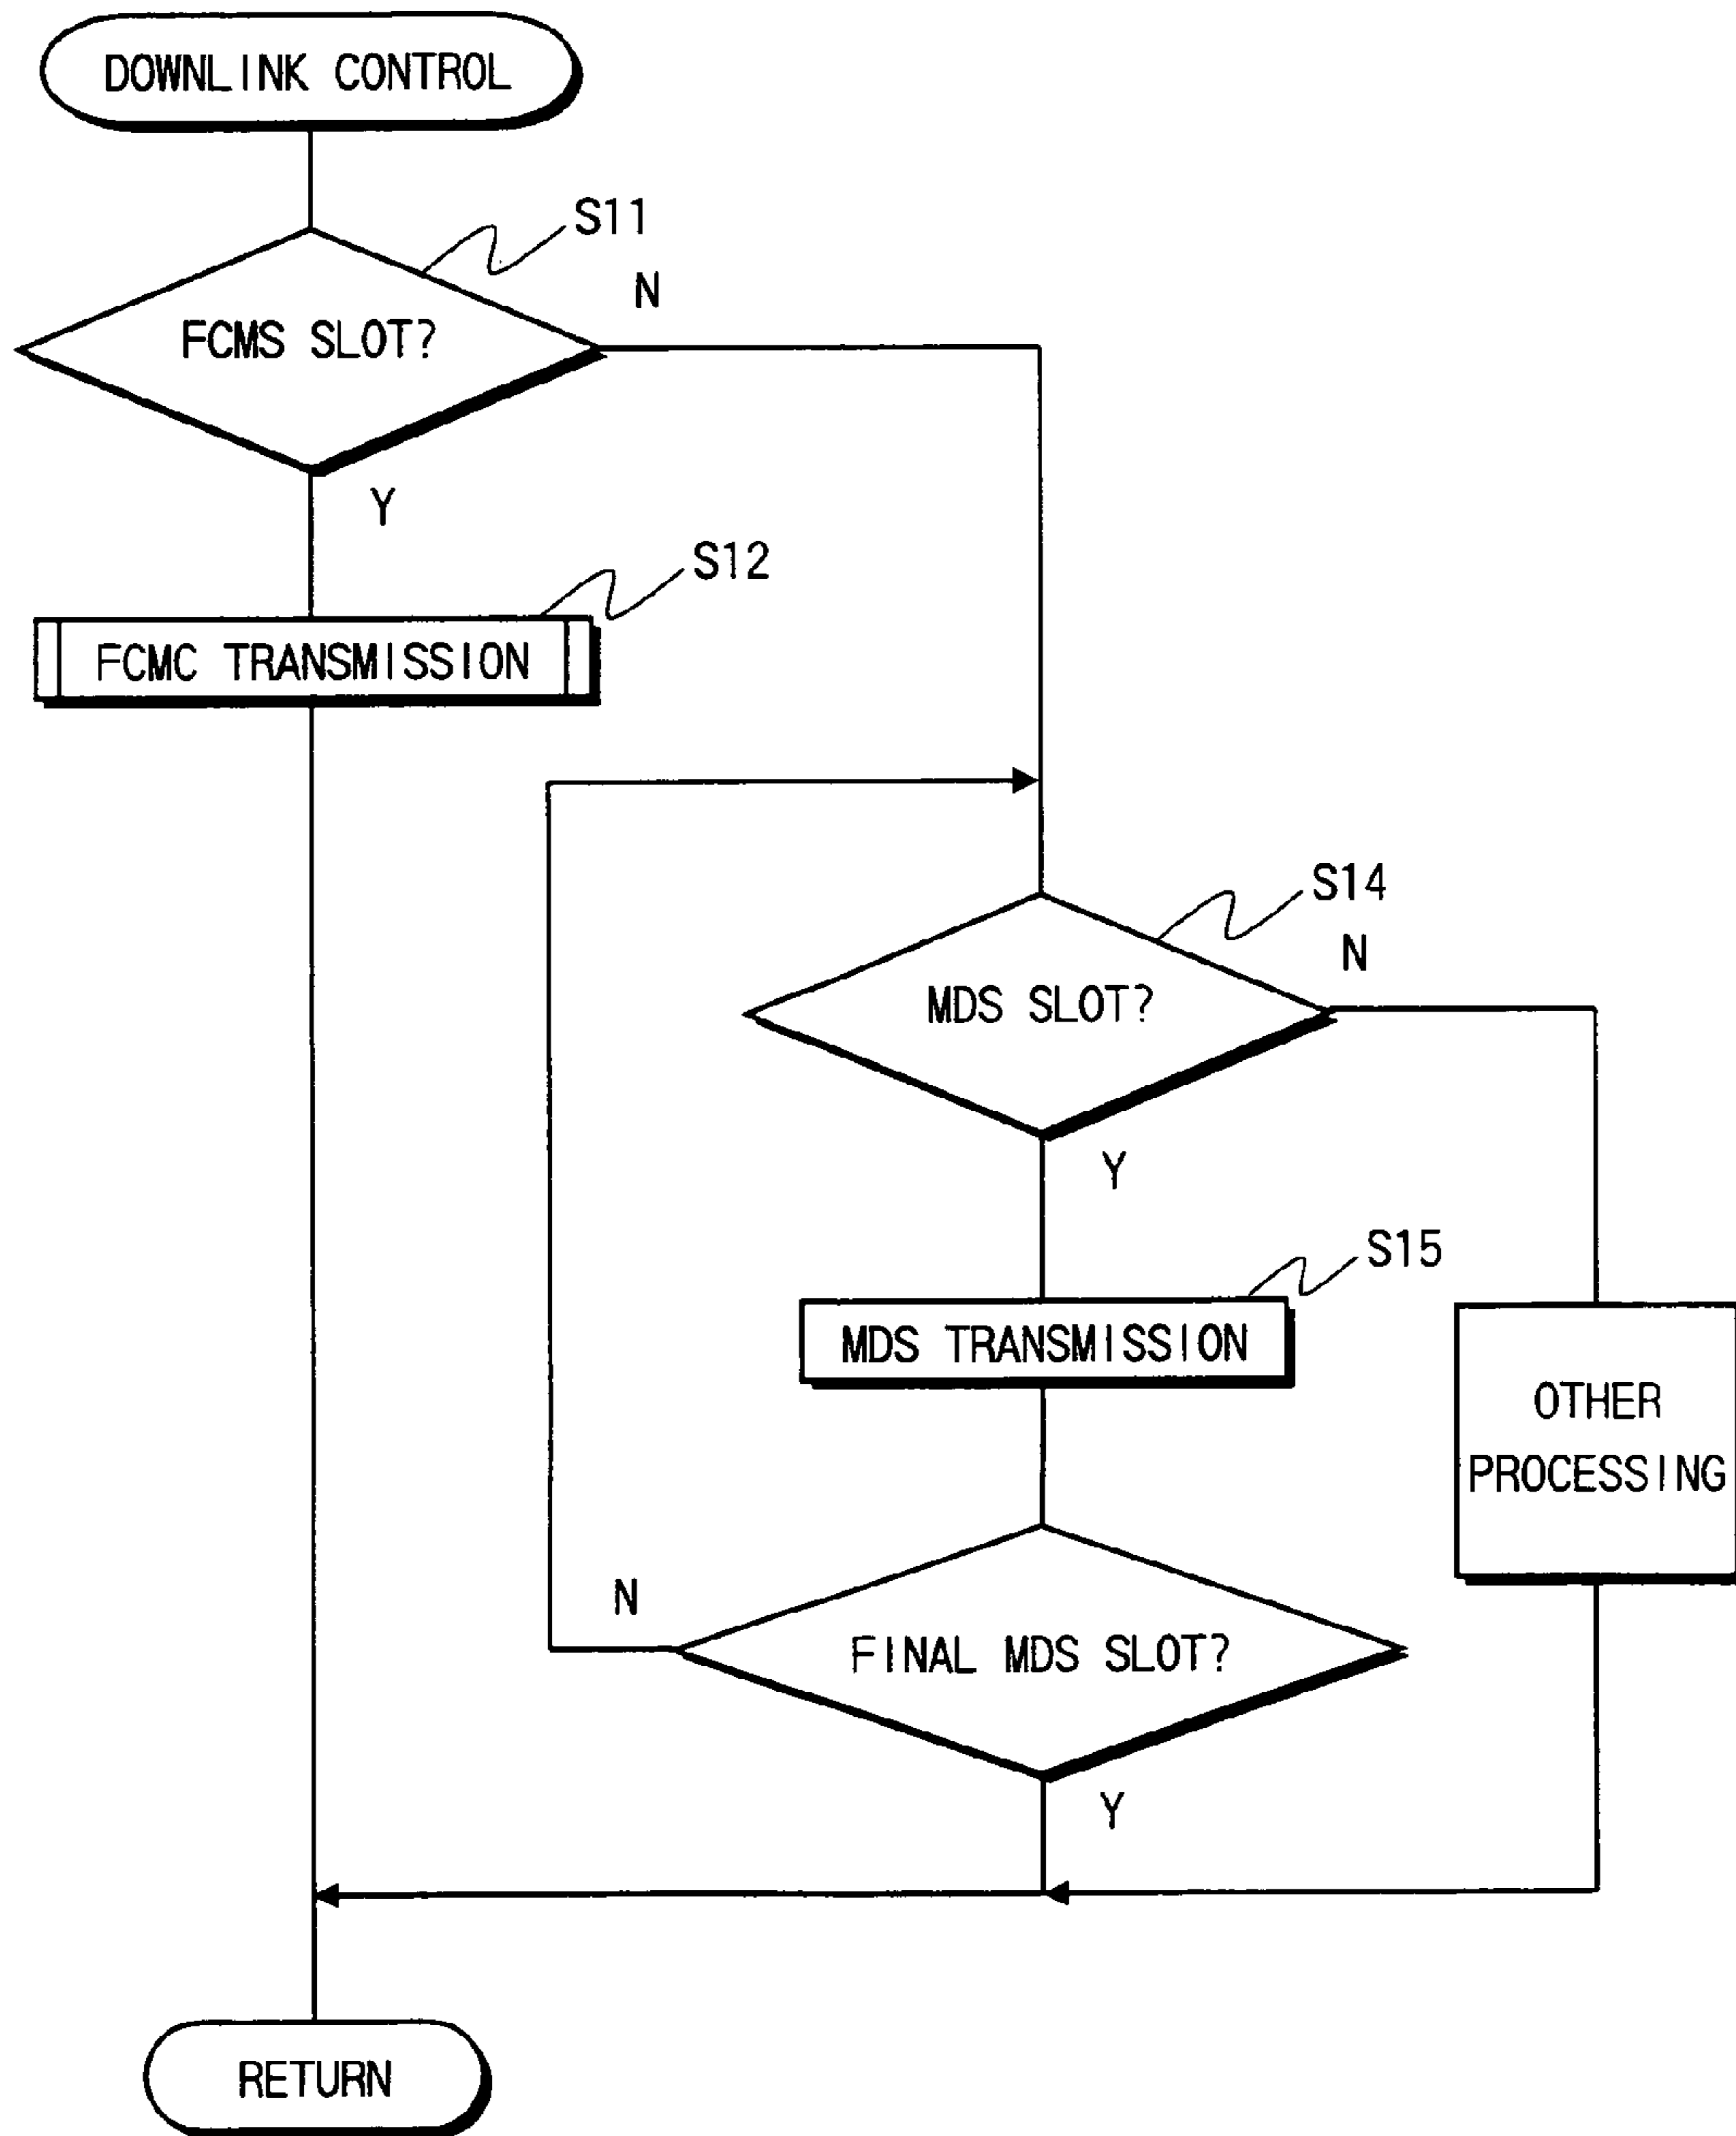 DOWNLINK CONTROL
S11
N
FCMS SLOT?
Y
S12
FCMC TRANSMISSION
S14
N
MDS SLOT?
Y
S15
MDS TRANSMISSION
OTHER
PROCESSING
N
FINAL MDS SLOT?
Y
RETURN